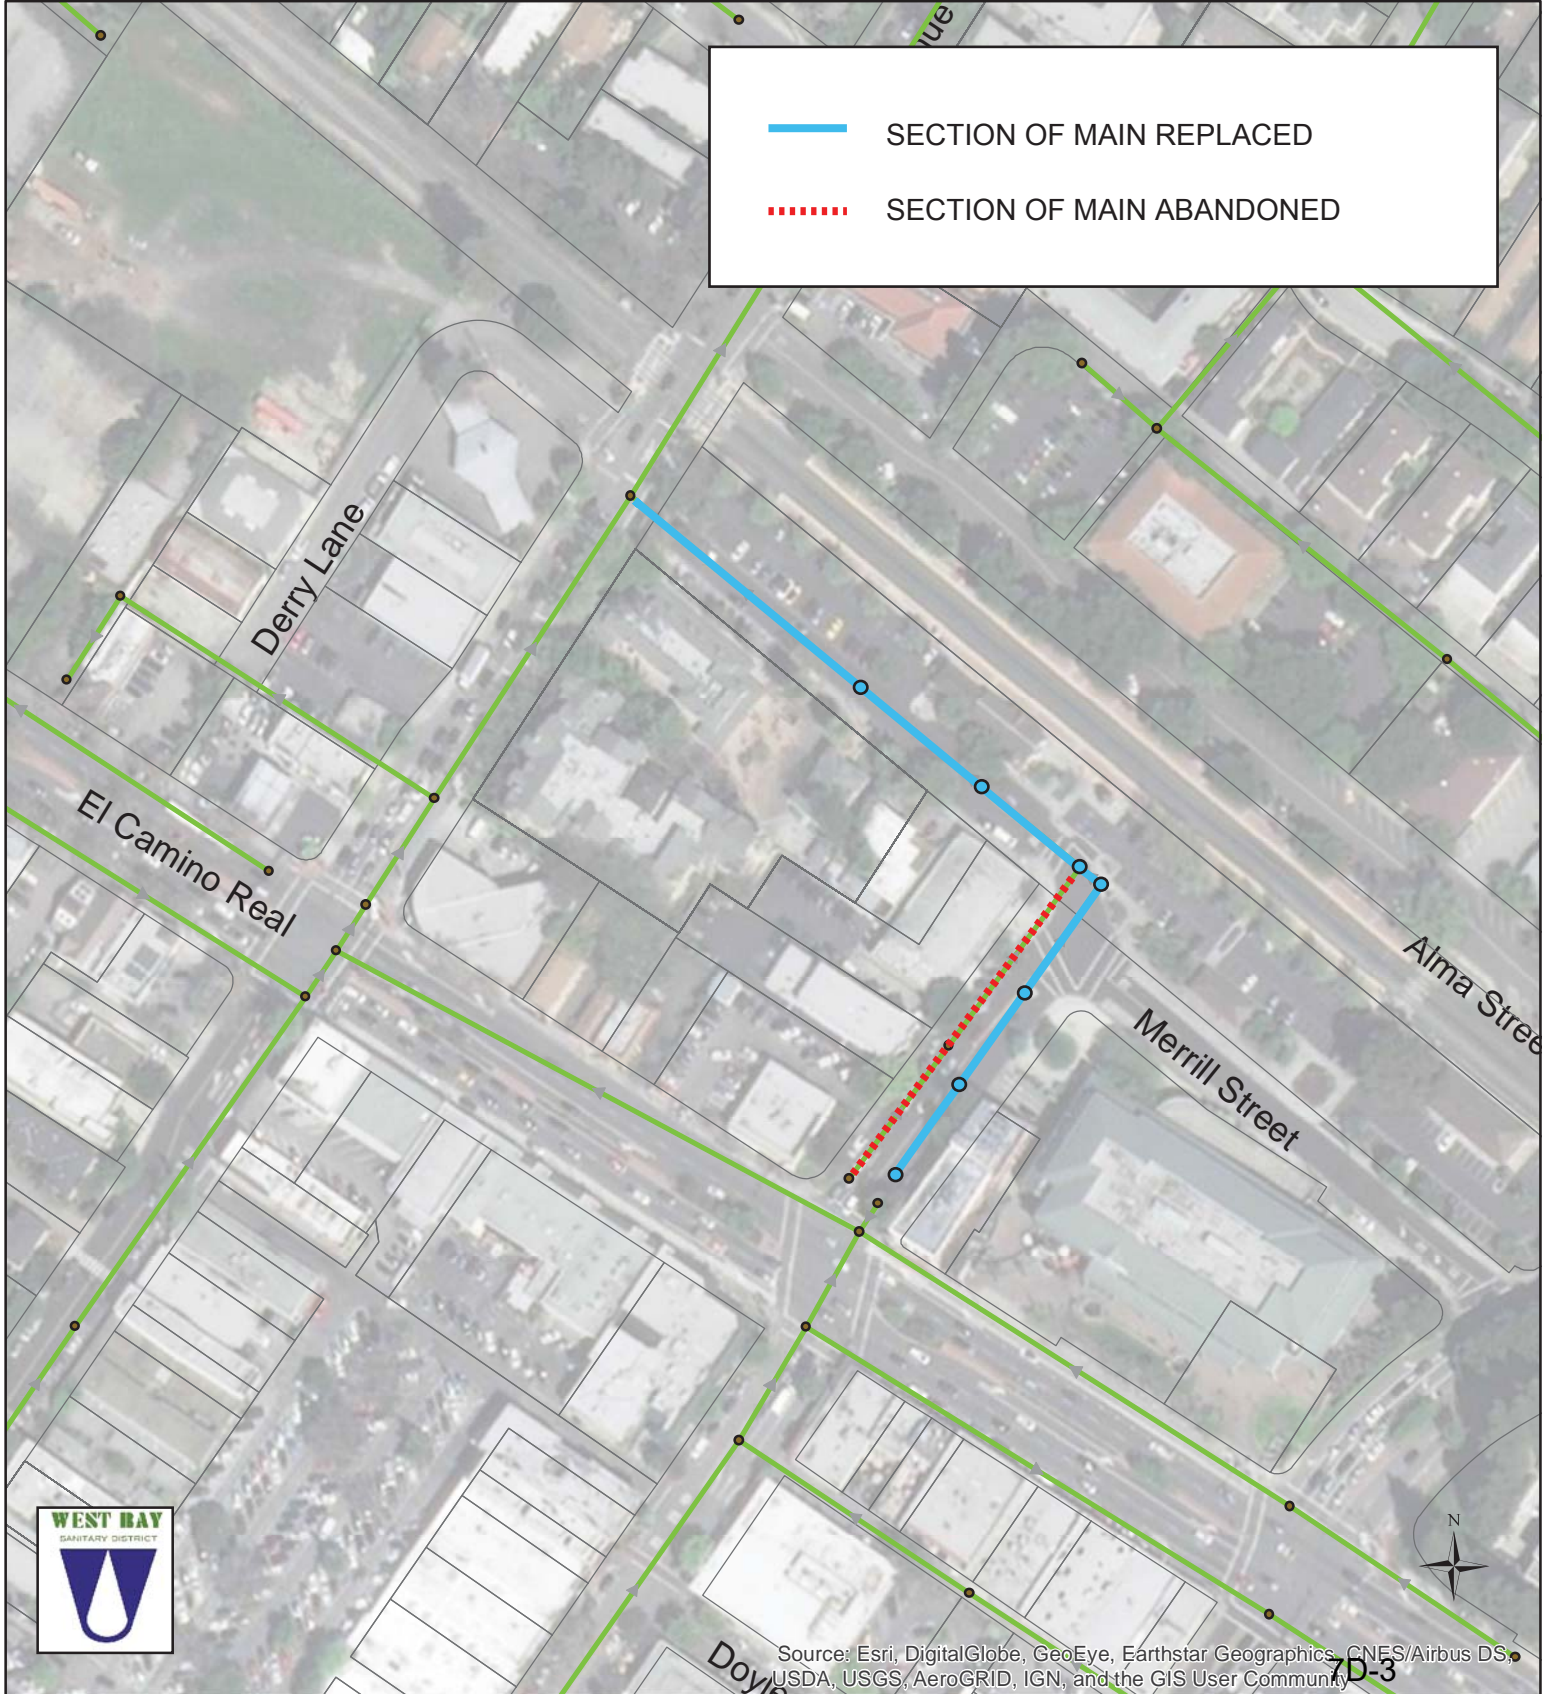 nue
SECTION OF MAIN REPLACED
SECTION OF MAIN ABANDONED
Derry Lane
El Camino Real
Alma Stree
Merrill Street
N
WEST BAY
SANITARY DISTRICT
Doyle
Source: Esri, DigitalGlobe, GeoEye, Earthstar Geographics, CNES/Airbus DS,
USDA, USGS, AeroGRID, IGN, and the GIS User Community
7D-3